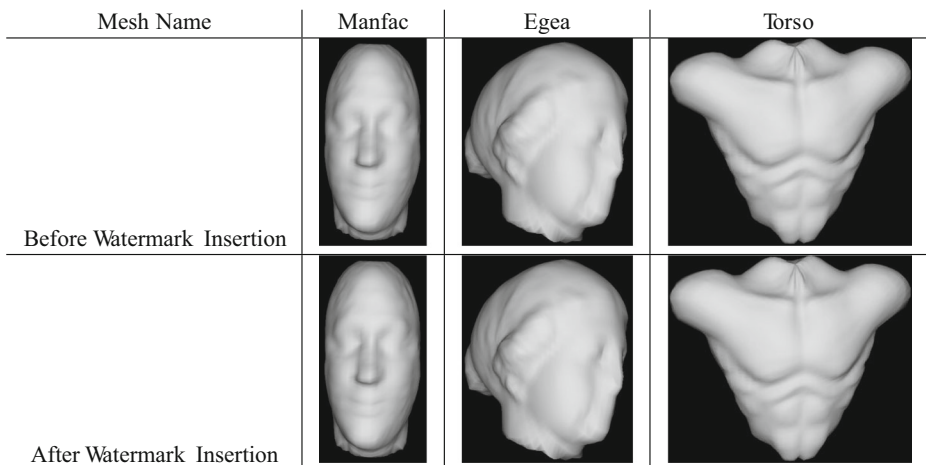 Mesh Name Manfac Egea Torso
Before Watermark Insertion
After Watermark Insertion